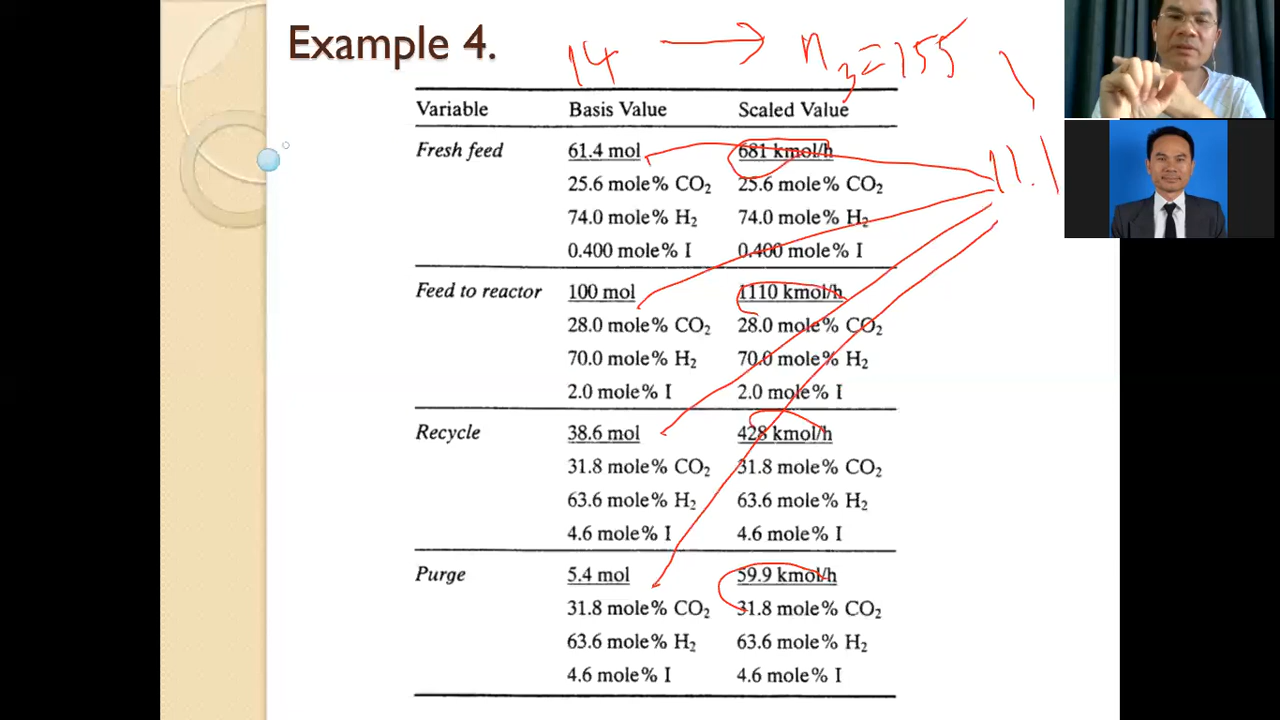 Example 4.
14 → n3=155
Variable Basis Value Scaled Value
Fresh feed 61.4 mol 681 kmol/h
25.6 mole% CO2 25.6 mole% CO2
74.0 mole% H2 74.0 mole% H2
0.400 mole% I 0.400 mole% I
11.1
Feed to reactor 100 mol 1110 kmol/h
28.0 mole% CO2 28.0 mole% CO2
70.0 mole% H2 70.0 mole% H2
2.0 mole% I 2.0 mole% I
Recycle 38.6 mol 428 kmol/h
31.8 mole% CO2 31.8 mole% CO2
63.6 mole% H2 63.6 mole% H2
4.6 mole% I 4.6 mole% I
Purge 5.4 mol 59.9 kmol/h
31.8 mole% CO2 31.8 mole% CO2
63.6 mole% H2 63.6 mole% H2
4.6 mole% I 4.6 mole% I